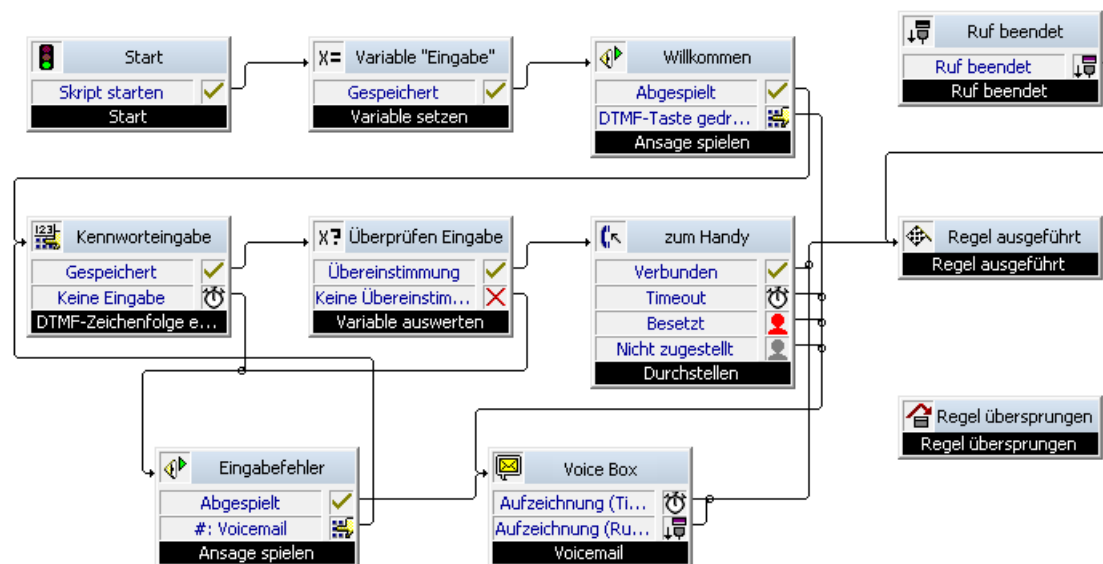 Start
Skript starten
Start
X= Variable "Eingabe"
Gespeichert
Variable setzen
Willkommen
Abgespielt
DTMF-Taste gedr...
Ansage spielen
Ruf beendet
Ruf beendet
Ruf beendet
123 Kennworteingabe
Gespeichert
Keine Eingabe
DTMF-Zeichenfolge e...
X? Überprüfen Eingabe
Übereinstimmung
Keine Übereinstim...
Variable auswerten
zum Handy
Verbunden
Timeout
Besetzt
Nicht zugestellt
Durchstellen
Regel ausgeführt
Regel ausgeführt
Regel übersprungen
Regel übersprungen
Eingabefehler
Abgespielt
#: Voicemail
Ansage spielen
Voice Box
Aufzeichnung (Ti...
Aufzeichnung (Ru...
Voicemail